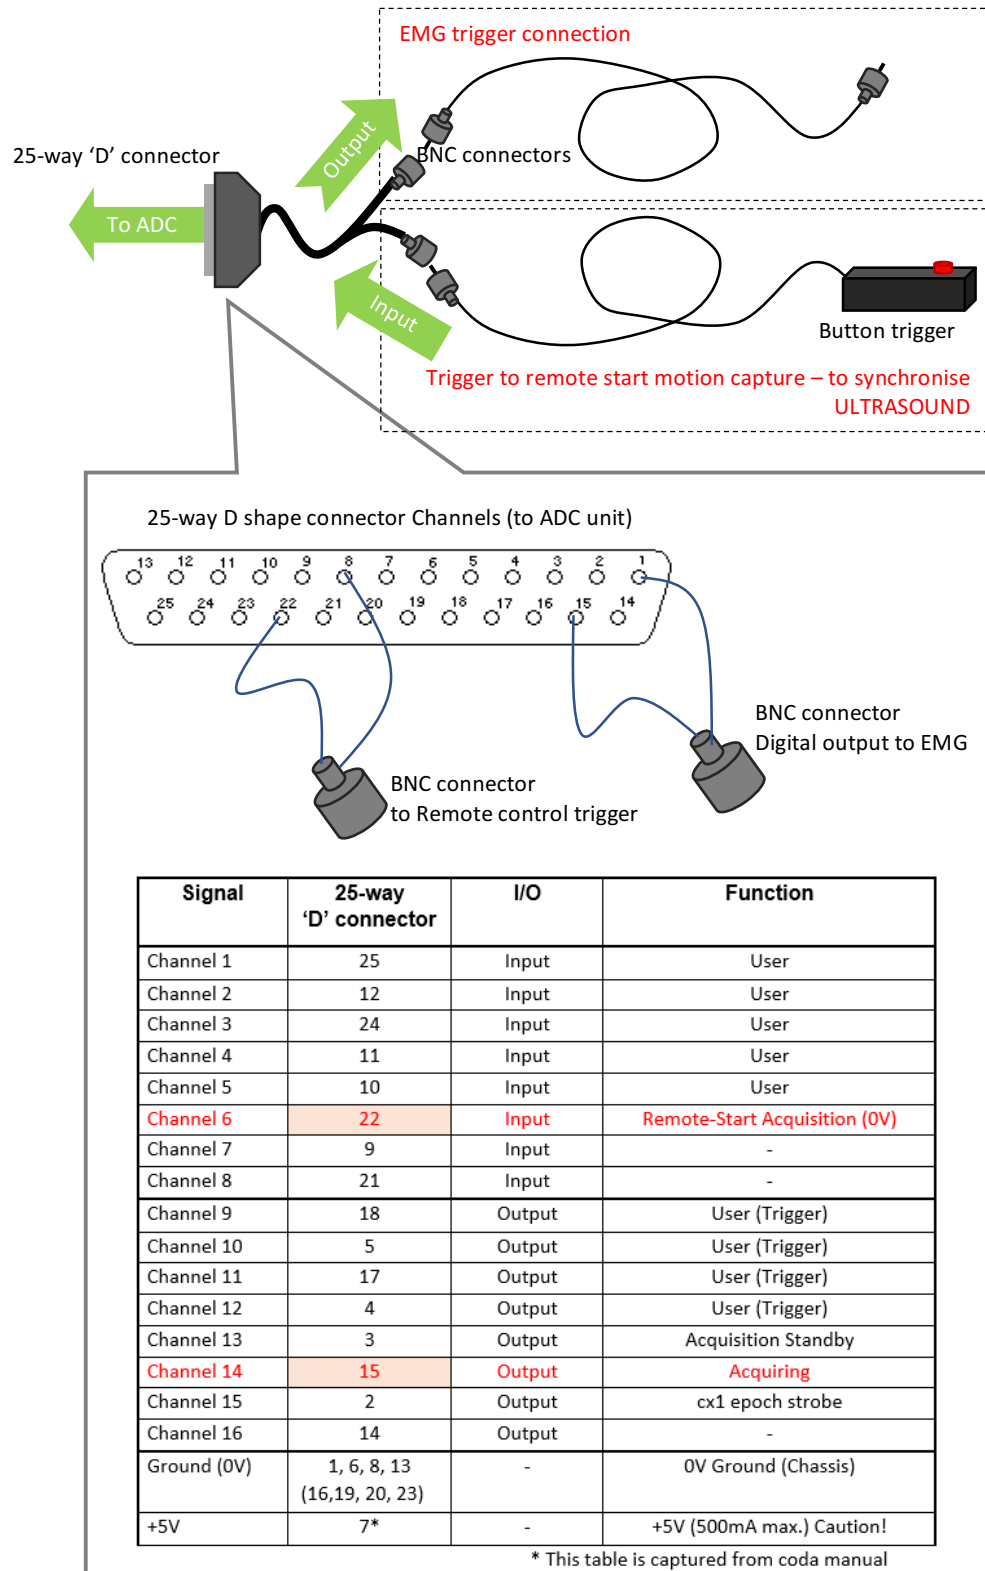 EMG trigger connection
25-way ‘D’ connector
Output
BNC connectors
To ADC
Input
Button trigger
Trigger to remote start motion capture – to synchronise
ULTRASOUND
25-way D shape connector Channels (to ADC unit)
13 12 11 10 9 8 7 6 5 4 3 2 1
25 24 23 22 21 20 19 18 17 16 15 14
BNC connector
Digital output to EMG
BNC connector
to Remote control trigger
Signal 25-way ‘D’ connector I/O Function
Channel 1 25 Input User
Channel 2 12 Input User
Channel 3 24 Input User
Channel 4 11 Input User
Channel 5 10 Input User
Channel 6 22 Input Remote-Start Acquisition (0V)
Channel 7 9 Input -
Channel 8 21 Input -
Channel 9 18 Output User (Trigger)
Channel 10 5 Output User (Trigger)
Channel 11 17 Output User (Trigger)
Channel 12 4 Output User (Trigger)
Channel 13 3 Output Acquisition Standby
Channel 14 15 Output Acquiring
Channel 15 2 Output cx1 epoch strobe
Channel 16 14 Output -
Ground (0V) 1, 6, 8, 13 - 0V Ground (Chassis)
(16,19, 20, 23)
+5V 7* - +5V (500mA max.) Caution!
* This table is captured from coda manual